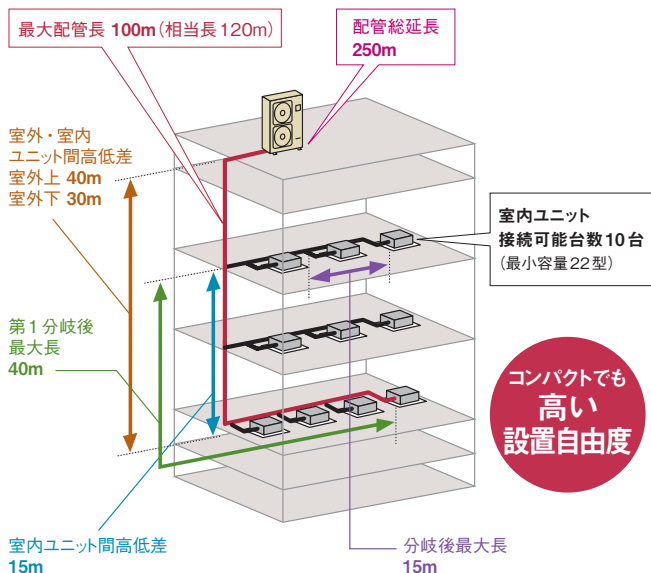 最大配管長 100m(相当長120m)
配管総延長
250m
室外・室内
ユニット間高低差
室外上 40m
室外下 30m
室内ユニット
接続可能台数10台
(最小容量22型)
第1分岐後
最大長
40m
コンパクトでも
高い
設置自由度
室内ユニット間高低差
15m
分岐後最大長
15m